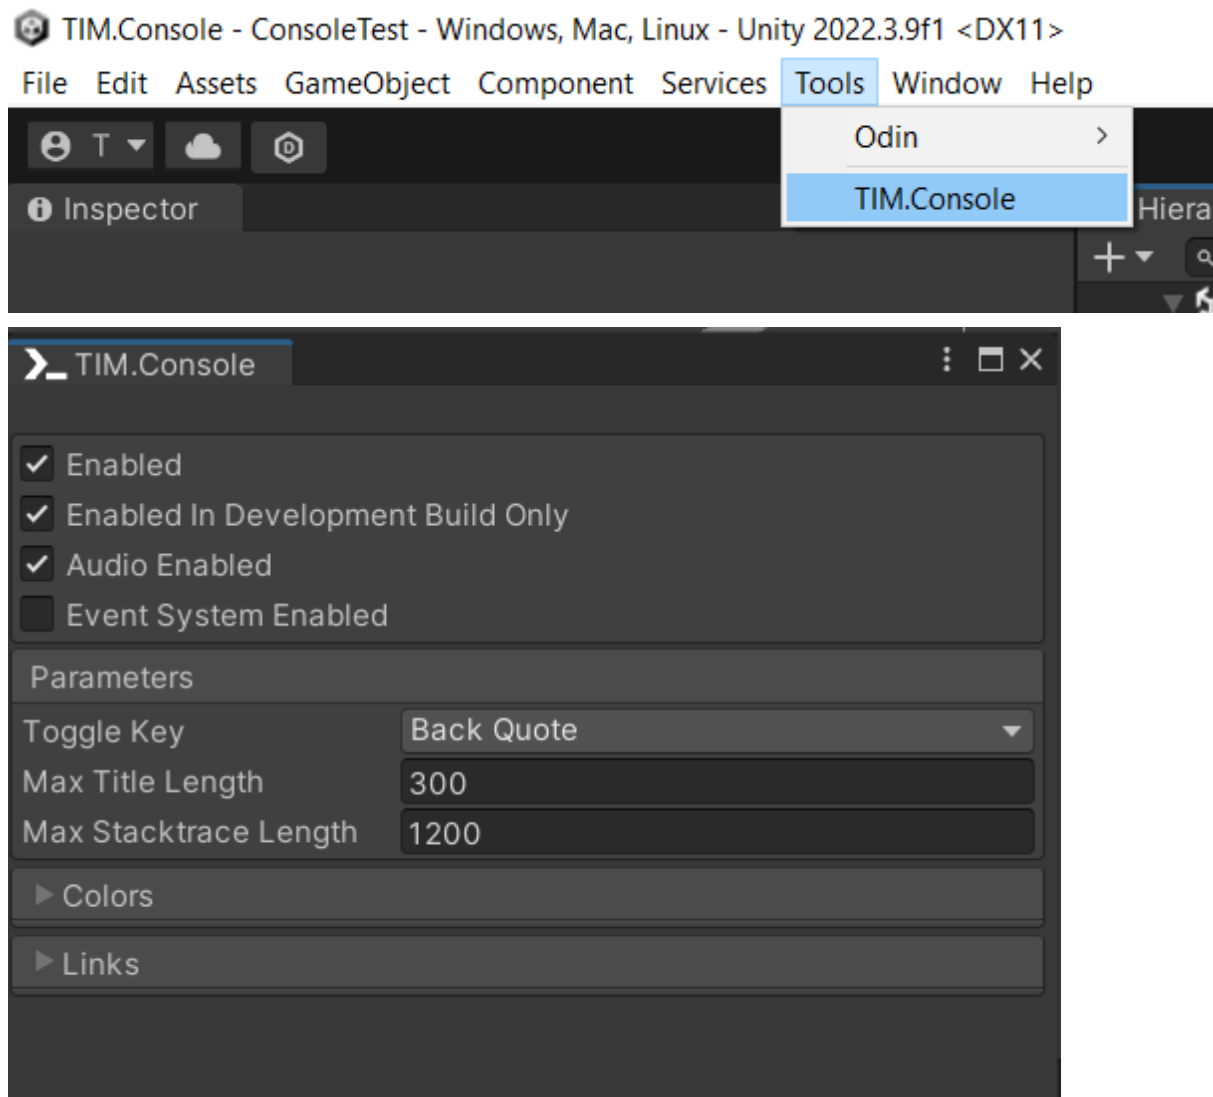 TIM.Console - ConsoleTest - Windows, Mac, Linux - Unity 2022.3.9f1 <DX11>
File Edit Assets GameObject Component Services Tools Window Help
T
Odin
Inspector
TIM.Console
Hiera
TIM.Console
Enabled
Enabled In Development Build Only
Audio Enabled
Event System Enabled
Parameters
Toggle Key Back Quote
Max Title Length 300
Max Stacktrace Length 1200
Colors
Links